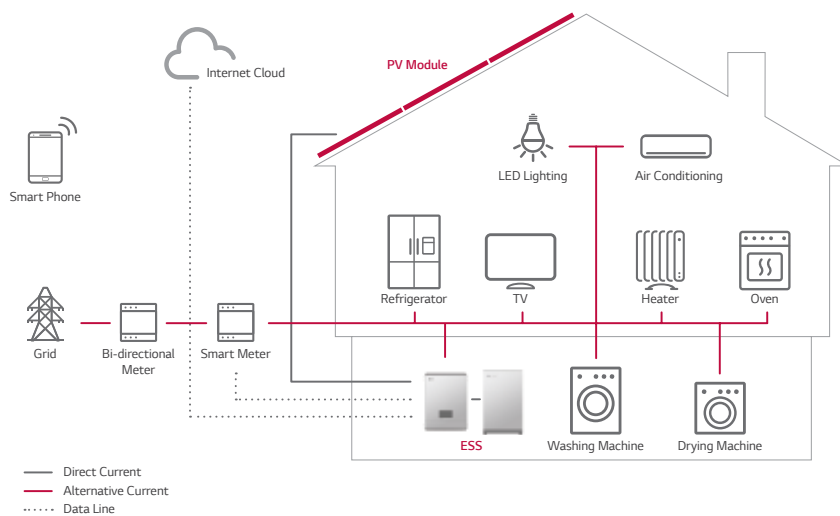 PV Module
Internet Cloud
Smart Phone
LED Lighting
Air Conditioning
Refrigerator
TV
Heater
Oven
Grid
Bi-directional
Meter
Smart Meter
ESS
Washing Machine
Drying Machine
Direct Current
Alternative Current
Data Line